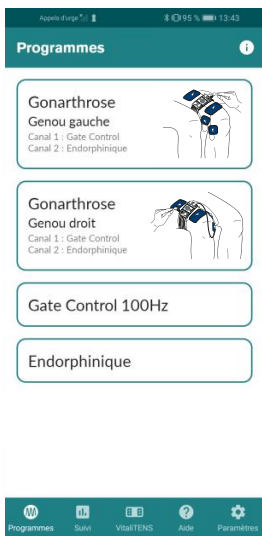 Appels d'urge
95 % 13:43
Programmes
i
Gonarthrose
Genou gauche
Canal 1 : Gate Control
Canal 2 : Endorphinique
Gonarthrose
Genou droit
Canal 1 : Gate Control
Canal 2 : Endorphinique
Gate Control 100Hz
Endorphinique
Programmes Suivi VitaliTENS Aide Paramètres